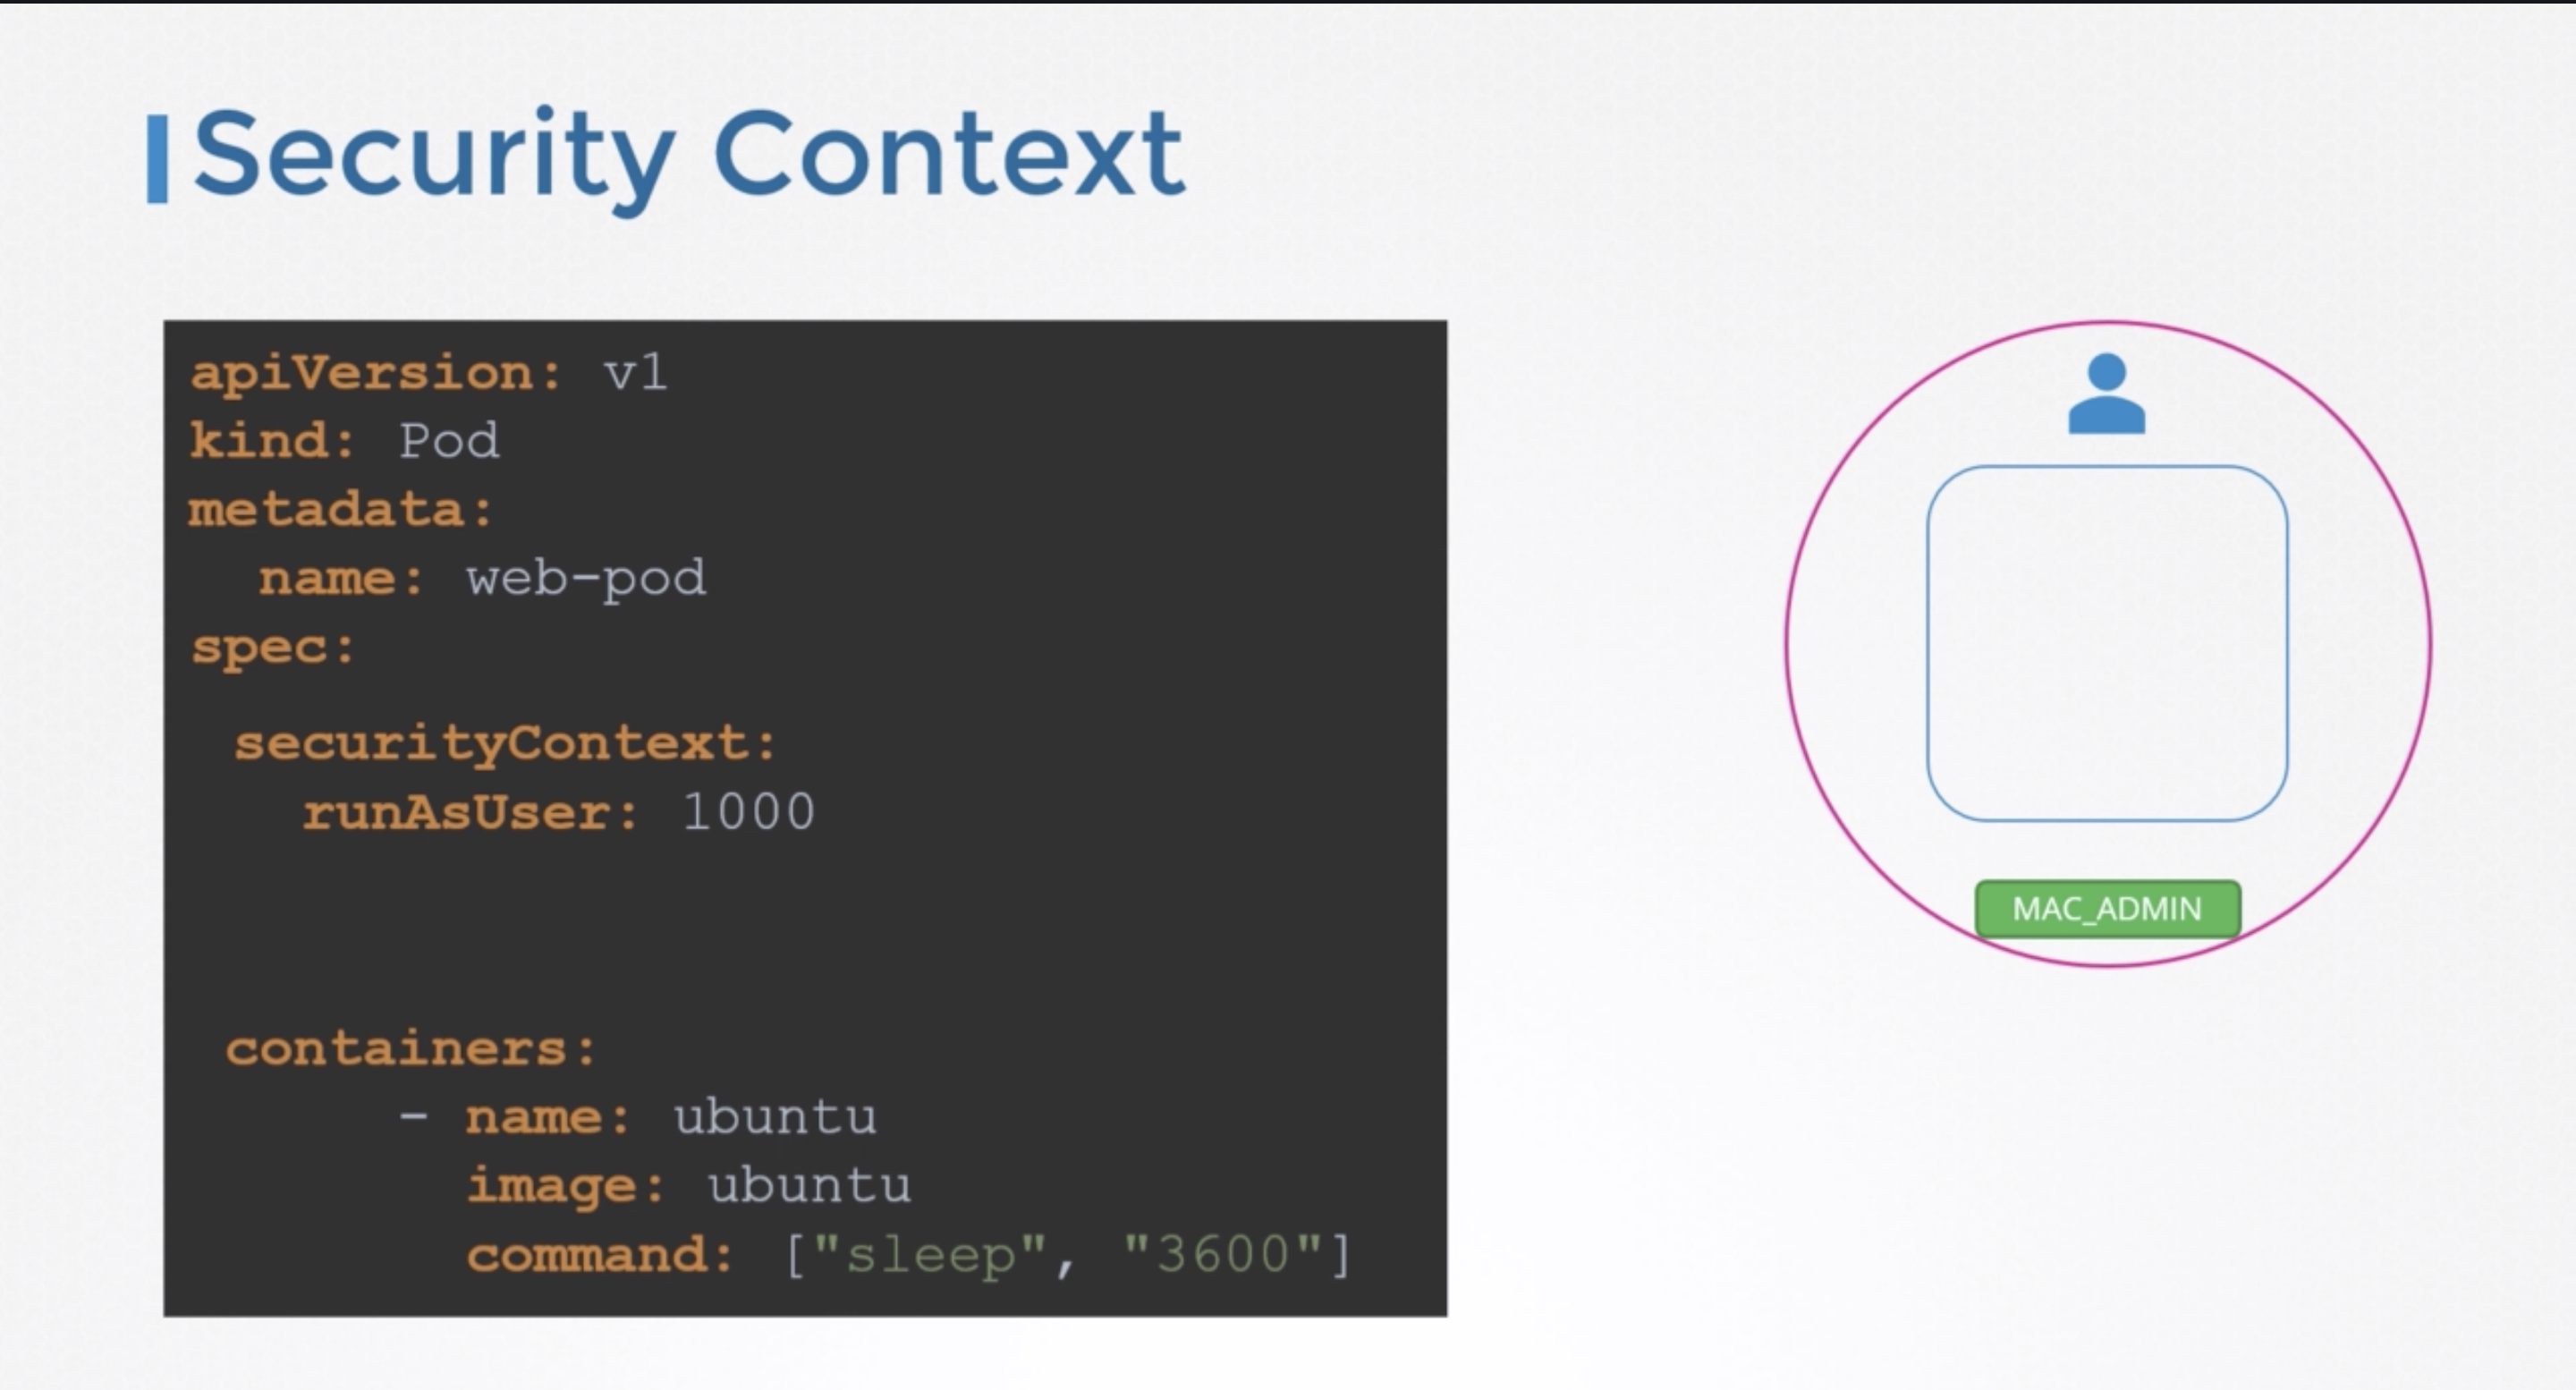 Security Context
apiVersion: v1
kind: Pod
metadata:
  name: web-pod
spec:
  securityContext:
    runAsUser: 1000
  containers:
      - name: ubuntu
        image: ubuntu
        command: ["sleep", "3600"]
MAC_ADMIN